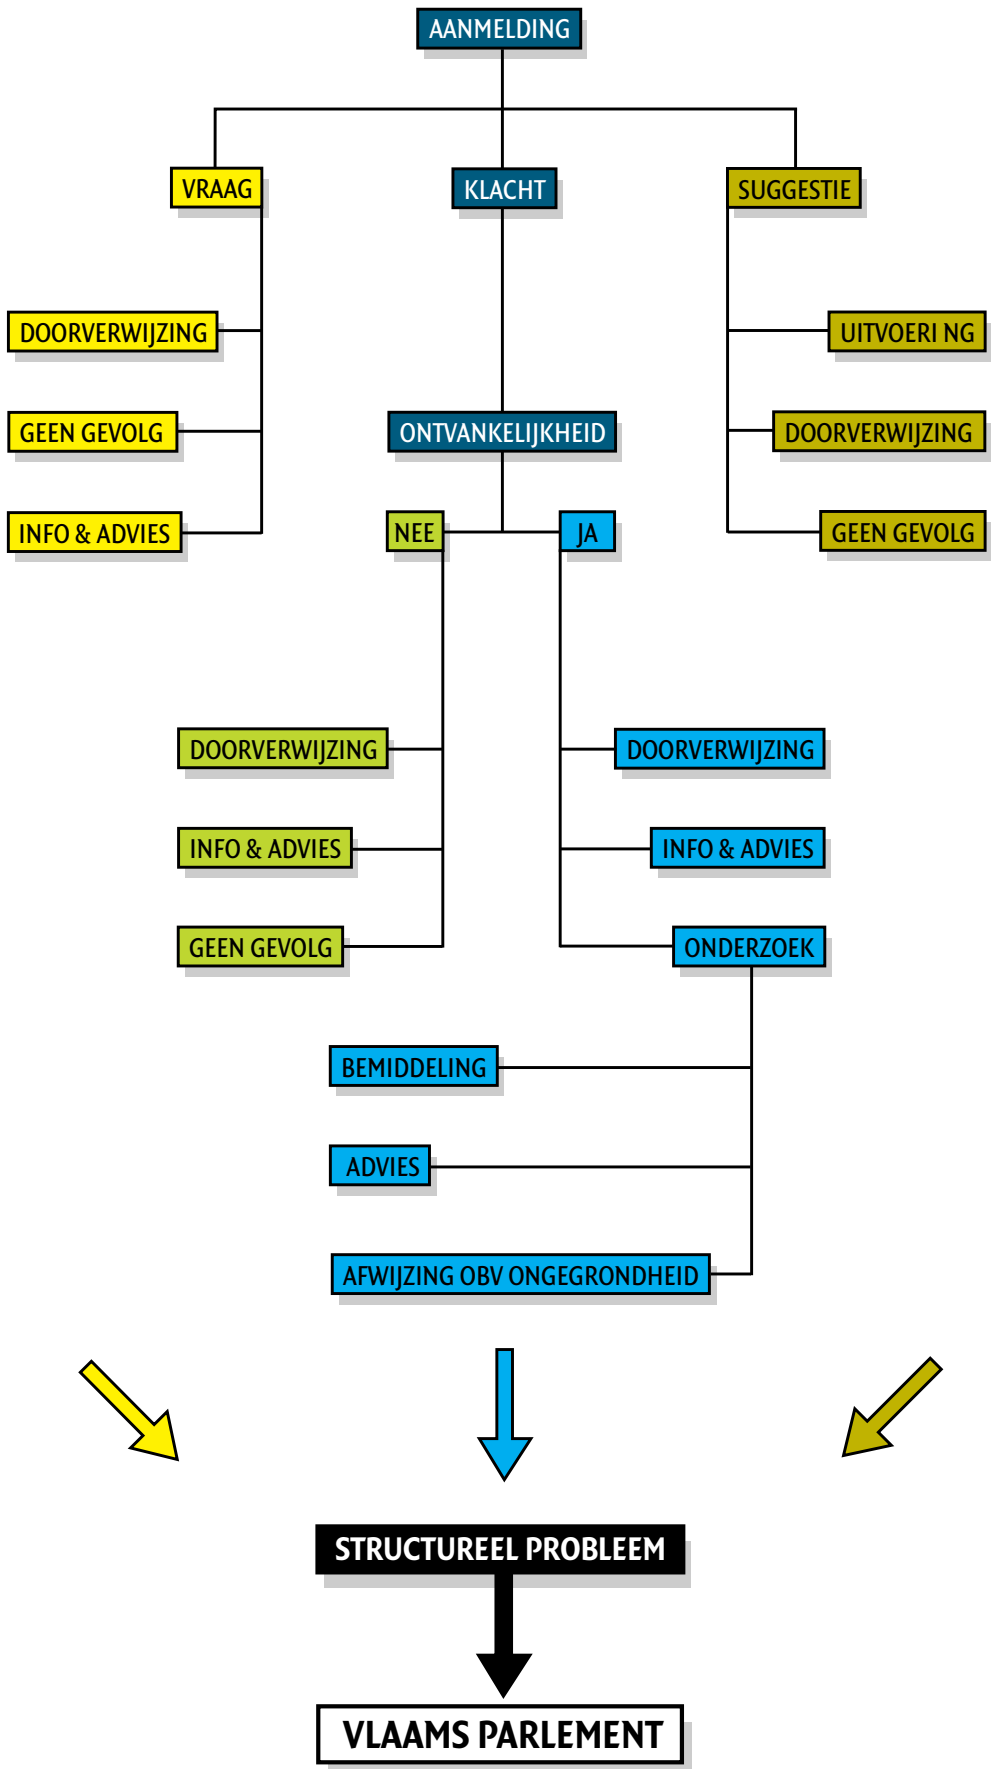 AANMELDING
VRAAG
KLACHT
SUGGESTIE
DOORVERWIJZING
UITVOERI NG
GEEN GEVOLG
ONTVANKELIJKHEID
DOORVERWIJZING
INFO & ADVIES
NEE
JA
GEEN GEVOLG
DOORVERWIJZING
DOORVERWIJZING
INFO & ADVIES
INFO & ADVIES
GEEN GEVOLG
ONDERZOEK
BEMIDDELING
ADVIES
AFWIJZING OBV ONGEGRONDHEID
STRUCTUREEL PROBLEEM
VLAAMS PARLEMENT